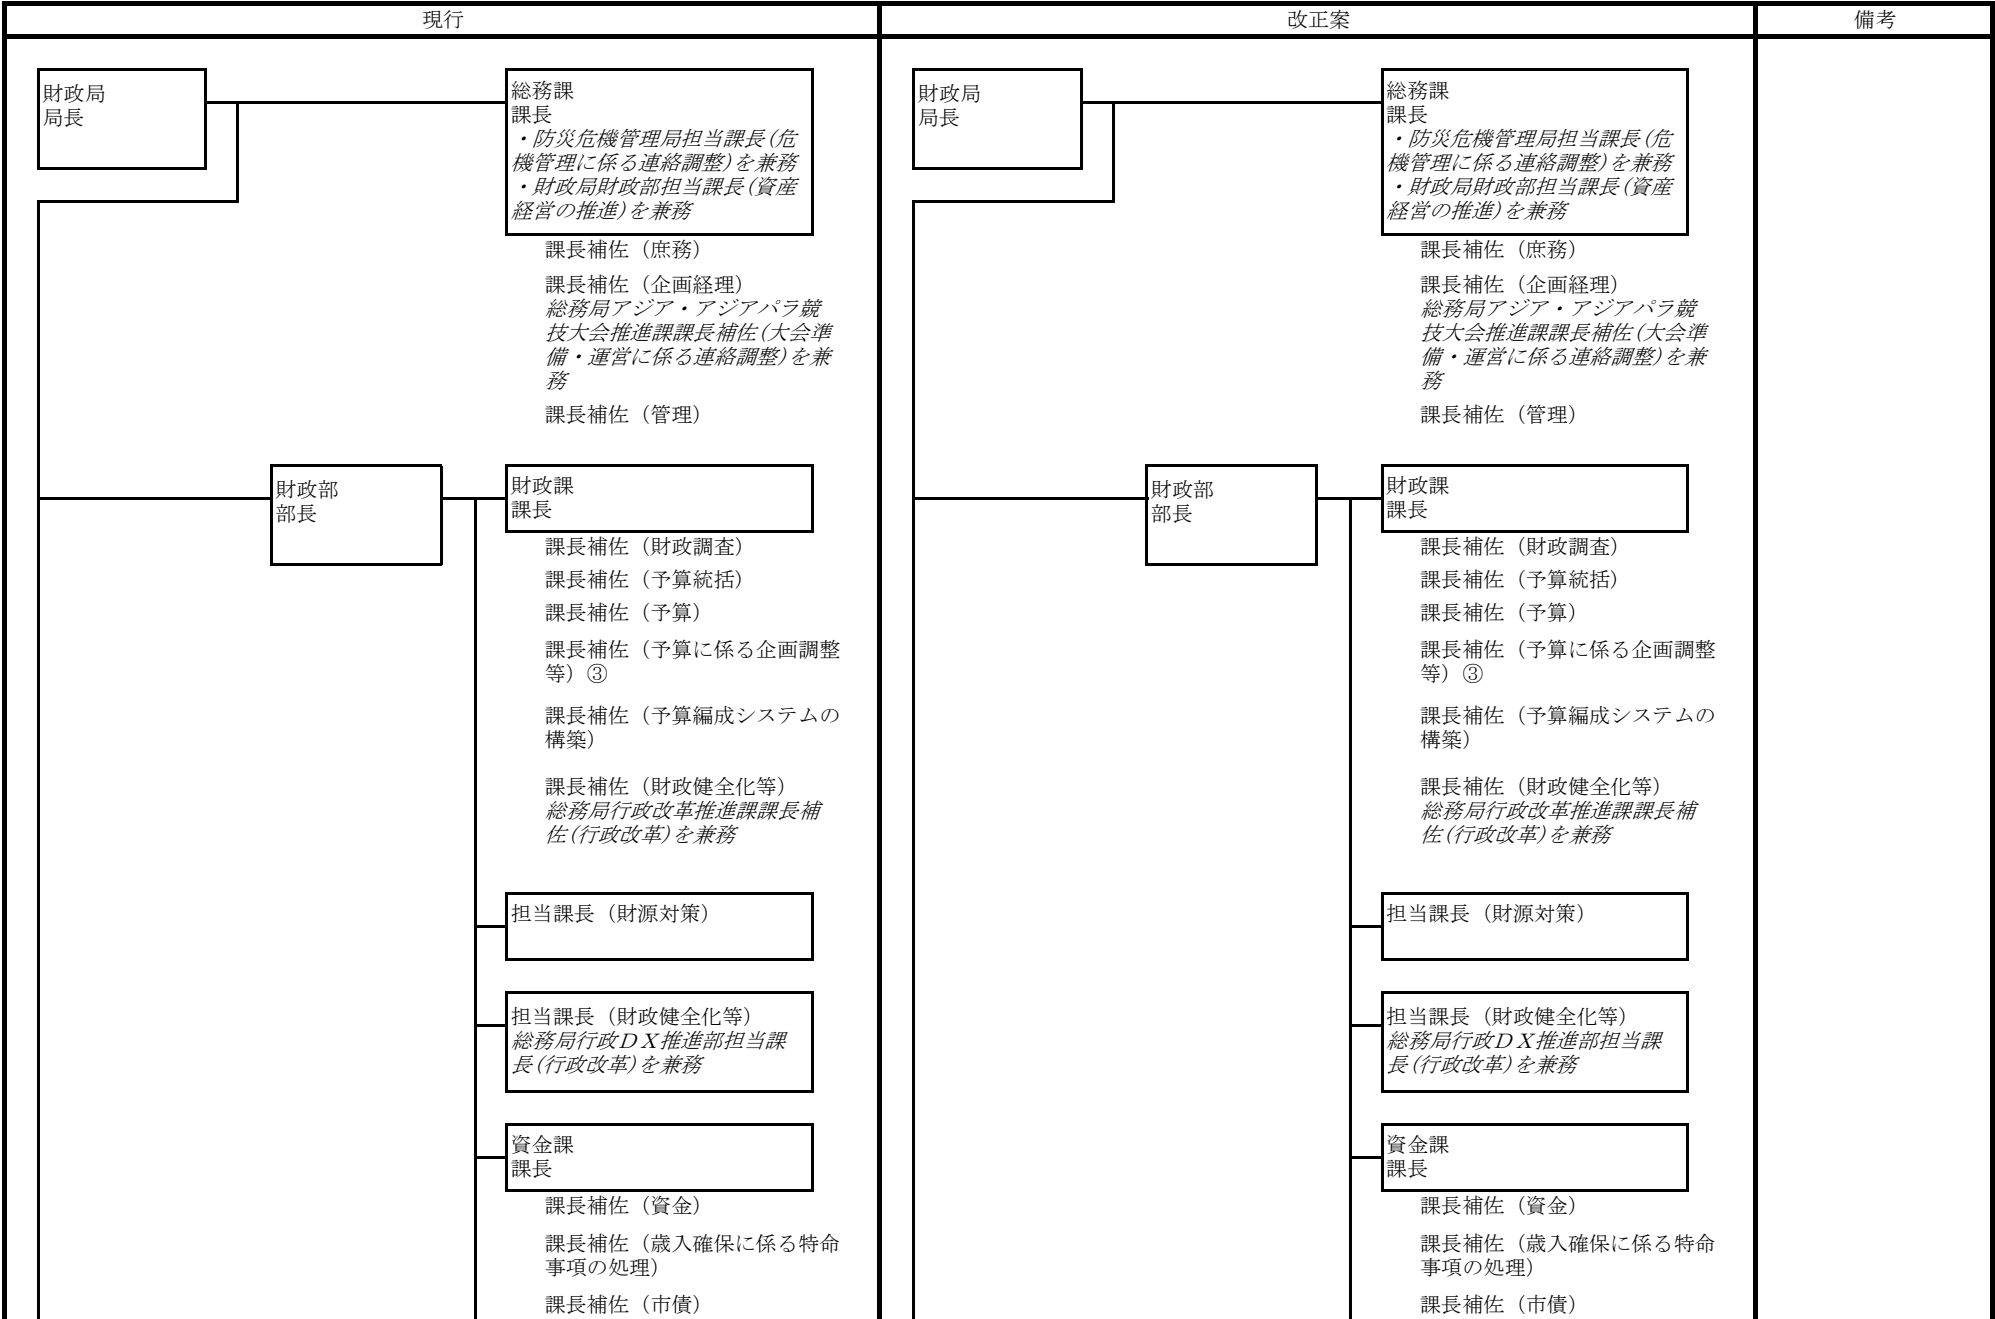 現行
改正案
備考
財政局
局長
総務課
課長
・防災危機管理局担当課長(危
機管理に係る連絡調整)を兼務
・財政局財政部担当課長(資産
経営の推進)を兼務
課長補佐（庶務）
課長補佐（企画経理）
総務局アジア・アジアパラ競
技大会推進課課長補佐(大会準
備・運営に係る連絡調整)を兼
務
課長補佐（管理）
財政部
部長
財政課
課長
課長補佐（財政調査）
課長補佐（予算統括）
課長補佐（予算）
課長補佐（予算に係る企画調整
等）③
課長補佐（予算編成システムの
構築）
課長補佐（財政健全化等）
総務局行政改革推進課課長補
佐(行政改革)を兼務
担当課長（財源対策）
担当課長（財政健全化等）
総務局行政ＤＸ推進部担当課
長(行政改革)を兼務
資金課
課長
課長補佐（資金）
課長補佐（歳入確保に係る特命
事項の処理）
課長補佐（市債）
財政局
局長
総務課
課長
・防災危機管理局担当課長(危
機管理に係る連絡調整)を兼務
・財政局財政部担当課長(資産
経営の推進)を兼務
課長補佐（庶務）
課長補佐（企画経理）
総務局アジア・アジアパラ競
技大会推進課課長補佐(大会準
備・運営に係る連絡調整)を兼
務
課長補佐（管理）
財政部
部長
財政課
課長
課長補佐（財政調査）
課長補佐（予算統括）
課長補佐（予算）
課長補佐（予算に係る企画調整
等）③
課長補佐（予算編成システムの
構築）
課長補佐（財政健全化等）
総務局行政改革推進課課長補
佐(行政改革)を兼務
担当課長（財源対策）
担当課長（財政健全化等）
総務局行政ＤＸ推進部担当課
長(行政改革)を兼務
資金課
課長
課長補佐（資金）
課長補佐（歳入確保に係る特命
事項の処理）
課長補佐（市債）